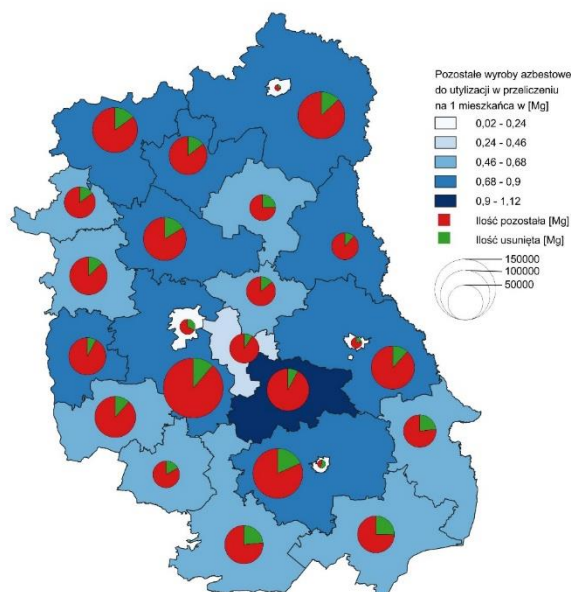 Pozostałe wyroby azbestowe
do utylizacji w przeliczeniu
na 1 mieszkańca w [Mg]
0,02 - 0,24
0,24 - 0,46
0,46 - 0,68
0,68 - 0,9
0,9 - 1,12
Ilość pozostała [Mg]
Ilość usunięta [Mg]
150000
100000
50000